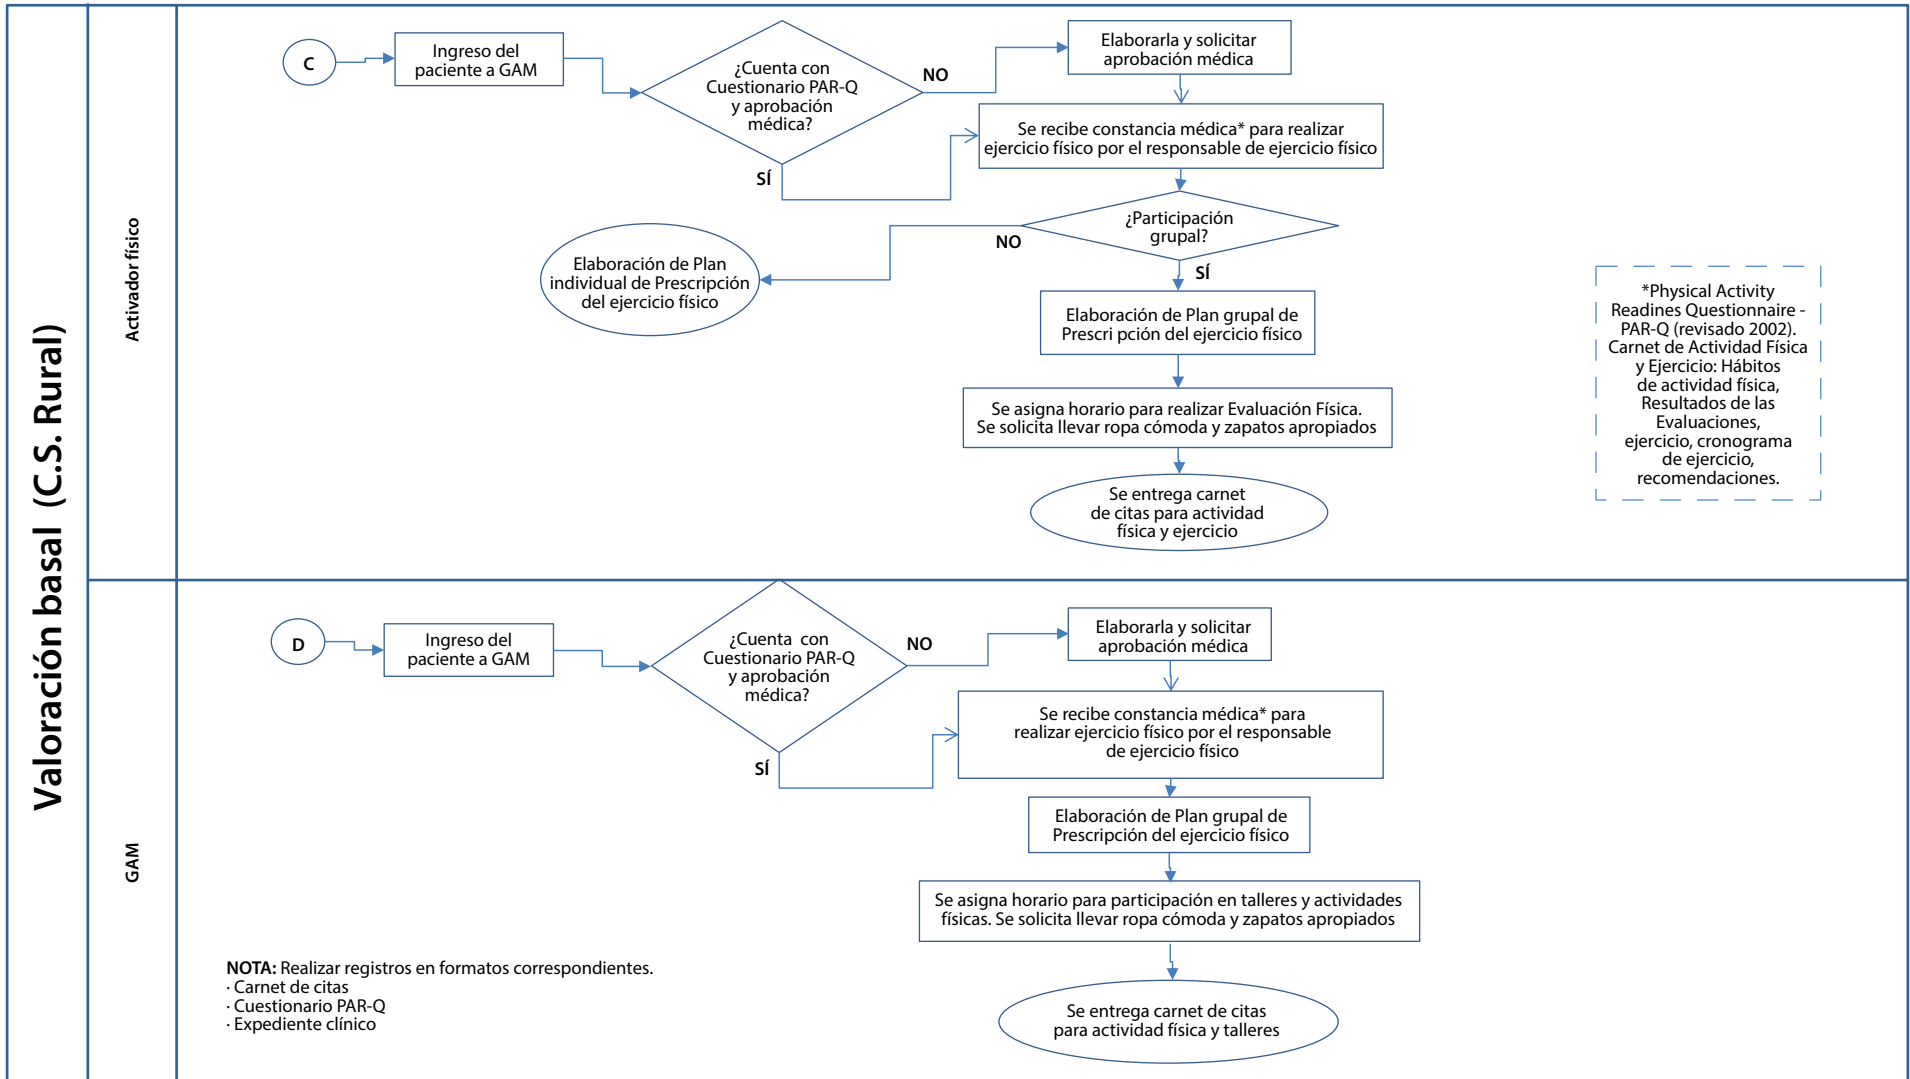 Valoración basal (C.S. Rural)
Activador físico
C
Ingreso del
paciente a GAM
¿Cuenta con
Cuestionario PAR-Q
y aprobación
médica?
NO
SÍ
Elaborarla y solicitar
aprobación médica
Se recibe constancia médica* para realizar
ejercicio físico por el responsable de ejercicio físico
¿Participación
grupal?
NO
SÍ
Elaboración de Plan
individual de Prescripción
del ejercicio físico
Elaboración de Plan grupal de
Prescri pción del ejercicio físico
Se asigna horario para realizar Evaluación Física.
Se solicita llevar ropa cómoda y zapatos apropiados
Se entrega carnet
de citas para actividad
física y ejercicio
*Physical Activity
Readines Questionnaire -
PAR-Q (revisado 2002).
Carnet de Actividad Física
y Ejercicio: Hábitos
de actividad física,
Resultados de las
Evaluaciones,
ejercicio, cronograma
de ejercicio,
recomendaciones.
GAM
D
Ingreso del
paciente a GAM
¿Cuenta con
Cuestionario PAR-Q
y aprobación
médica?
NO
SÍ
Elaborarla y solicitar
aprobación médica
Se recibe constancia médica* para
realizar ejercicio físico por el responsable
de ejercicio físico
Elaboración de Plan grupal de
Prescripción del ejercicio físico
Se asigna horario para participación en talleres y actividades
físicas. Se solicita llevar ropa cómoda y zapatos apropiados
Se entrega carnet de citas
para actividad física y talleres
NOTA: Realizar registros en formatos correspondientes.
· Carnet de citas
· Cuestionario PAR-Q
· Expediente clínico